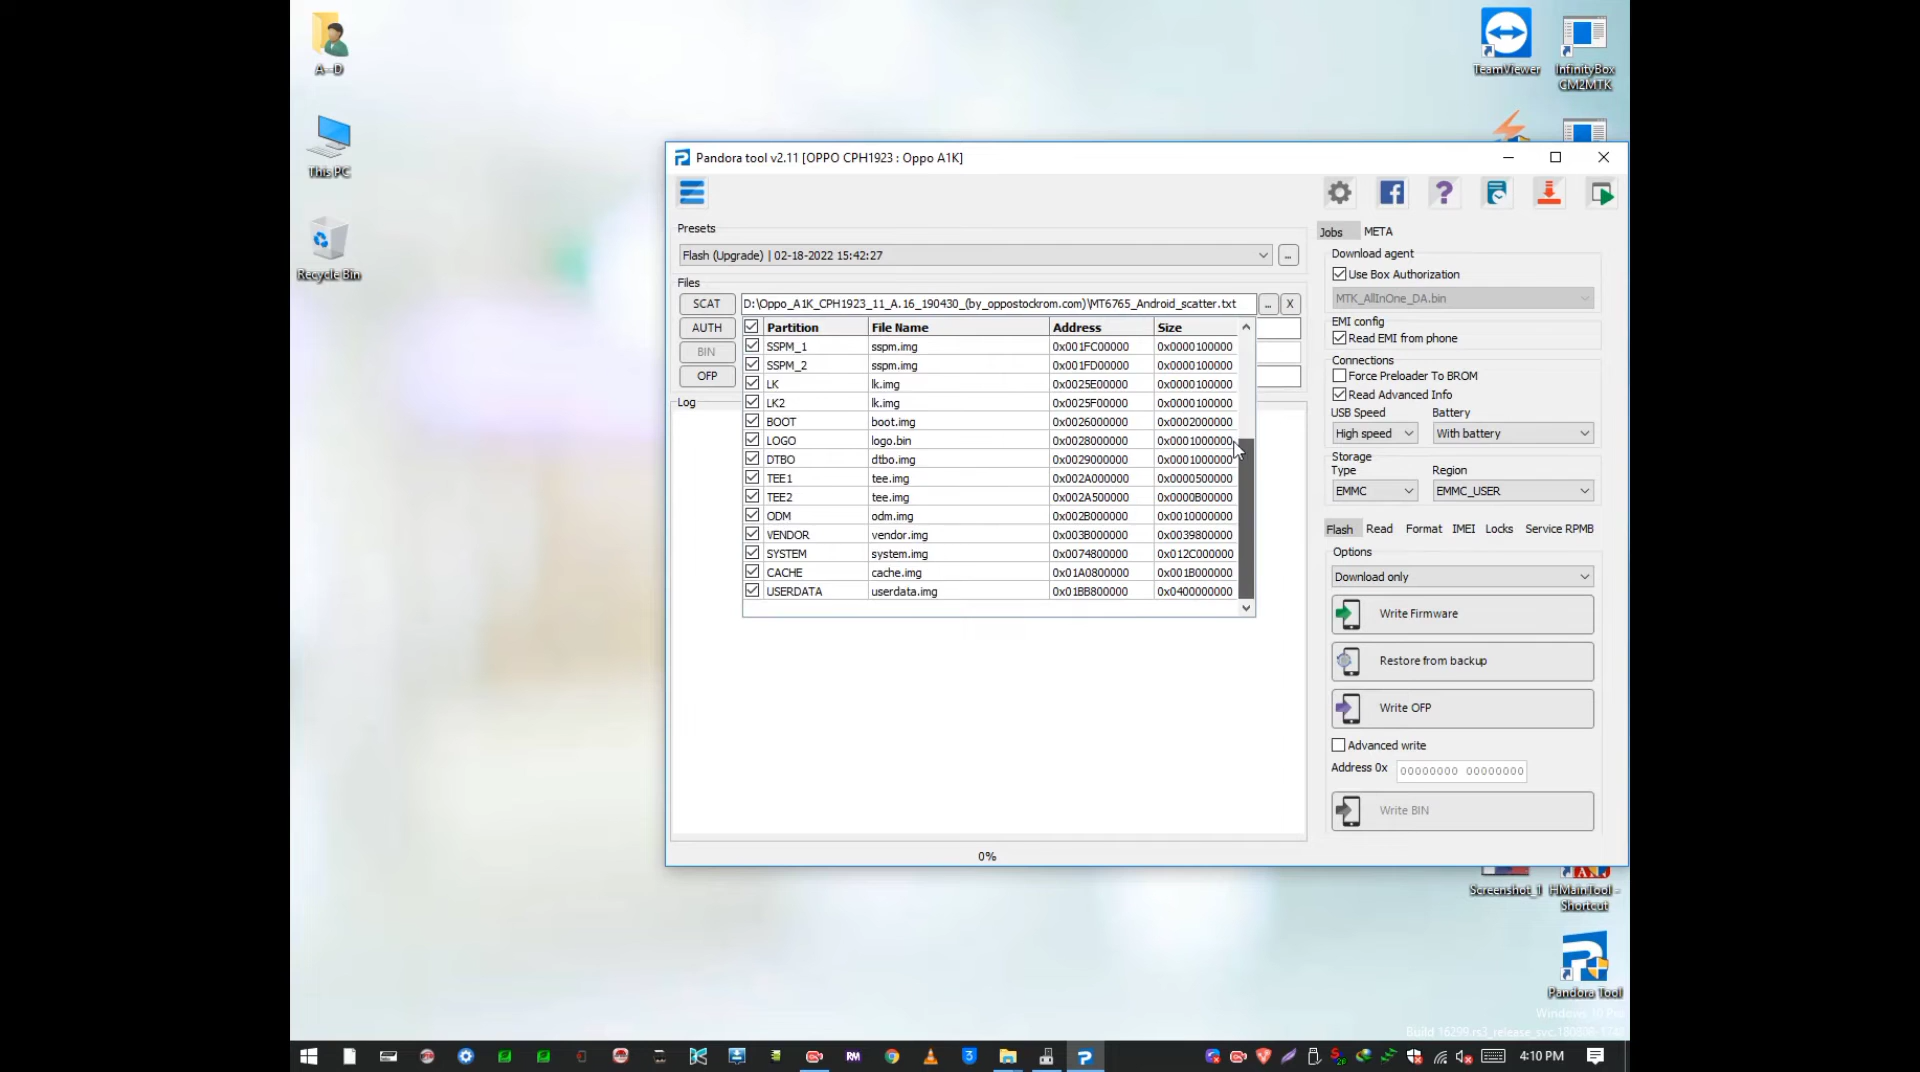 A--D
This PC
Recycle Bin
TeamViewer
InfinityBox
CM2MTK
Pandora tool v2.11 [OPPO CPH1923 : Oppo A1K]
Presets
Flash (Upgrade) | 02-18-2022 15:42:27
...
Files
SCAT D:\Oppo_A1K_CPH1923_11_A.16_190430_(by_oppostockrom.com)\MT6765_Android_scatter.txt ... X
AUTH
BIN
OFP
Log
Partition File Name Address Size
SSPM_1 sspm.img 0x001FC00000 0x0000100000
SSPM_2 sspm.img 0x001FD00000 0x0000100000
LK lk.img 0x0025E00000 0x0000100000
LK2 lk.img 0x0025F00000 0x0000100000
BOOT boot.img 0x0026000000 0x0002000000
LOGO logo.bin 0x0028000000 0x0001000000
DTBO dtbo.img 0x0029000000 0x0001000000
TEE1 tee.img 0x002A000000 0x0000500000
TEE2 tee.img 0x002A500000 0x0000B00000
ODM odm.img 0x002B000000 0x0010000000
VENDOR vendor.img 0x003B000000 0x0039800000
SYSTEM system.img 0x0074800000 0x012C000000
CACHE cache.img 0x01A0800000 0x001B000000
USERDATA userdata.img 0x01BB800000 0x0400000000
0%
Jobs META
Download agent
Use Box Authorization
MTK_AllInOne_DA.bin
EMI config
Read EMI from phone
Connections
Force Preloader To BROM
Read Advanced Info
USB Speed Battery
High speed With battery
Storage
Type Region
EMMC EMMC_USER
Flash Read Format IMEI Locks Service RPMB
Options
Download only
Write Firmware
Restore from backup
Write OFP
Advanced write
Address 0x 00000000 00000000
Write BIN
Screenshot_1
HMainTool -
Shortcut
Pandora Tool
Windows 10 Pro
4:10 PM